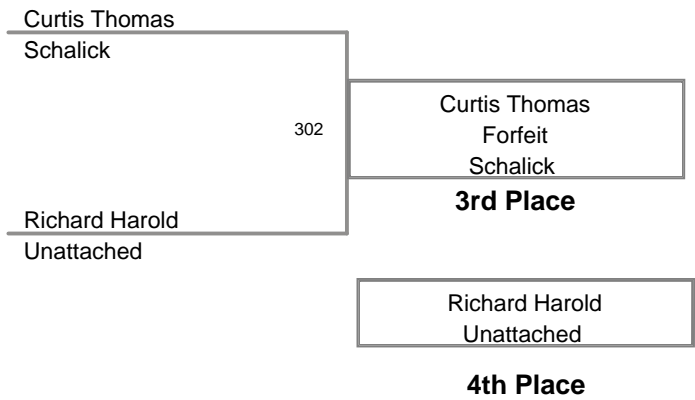 Curtis Thomas
Schalick
302
Curtis Thomas
Forfeit
Schalick
3rd Place
Richard Harold
Unattached
Richard Harold
Unattached
4th Place